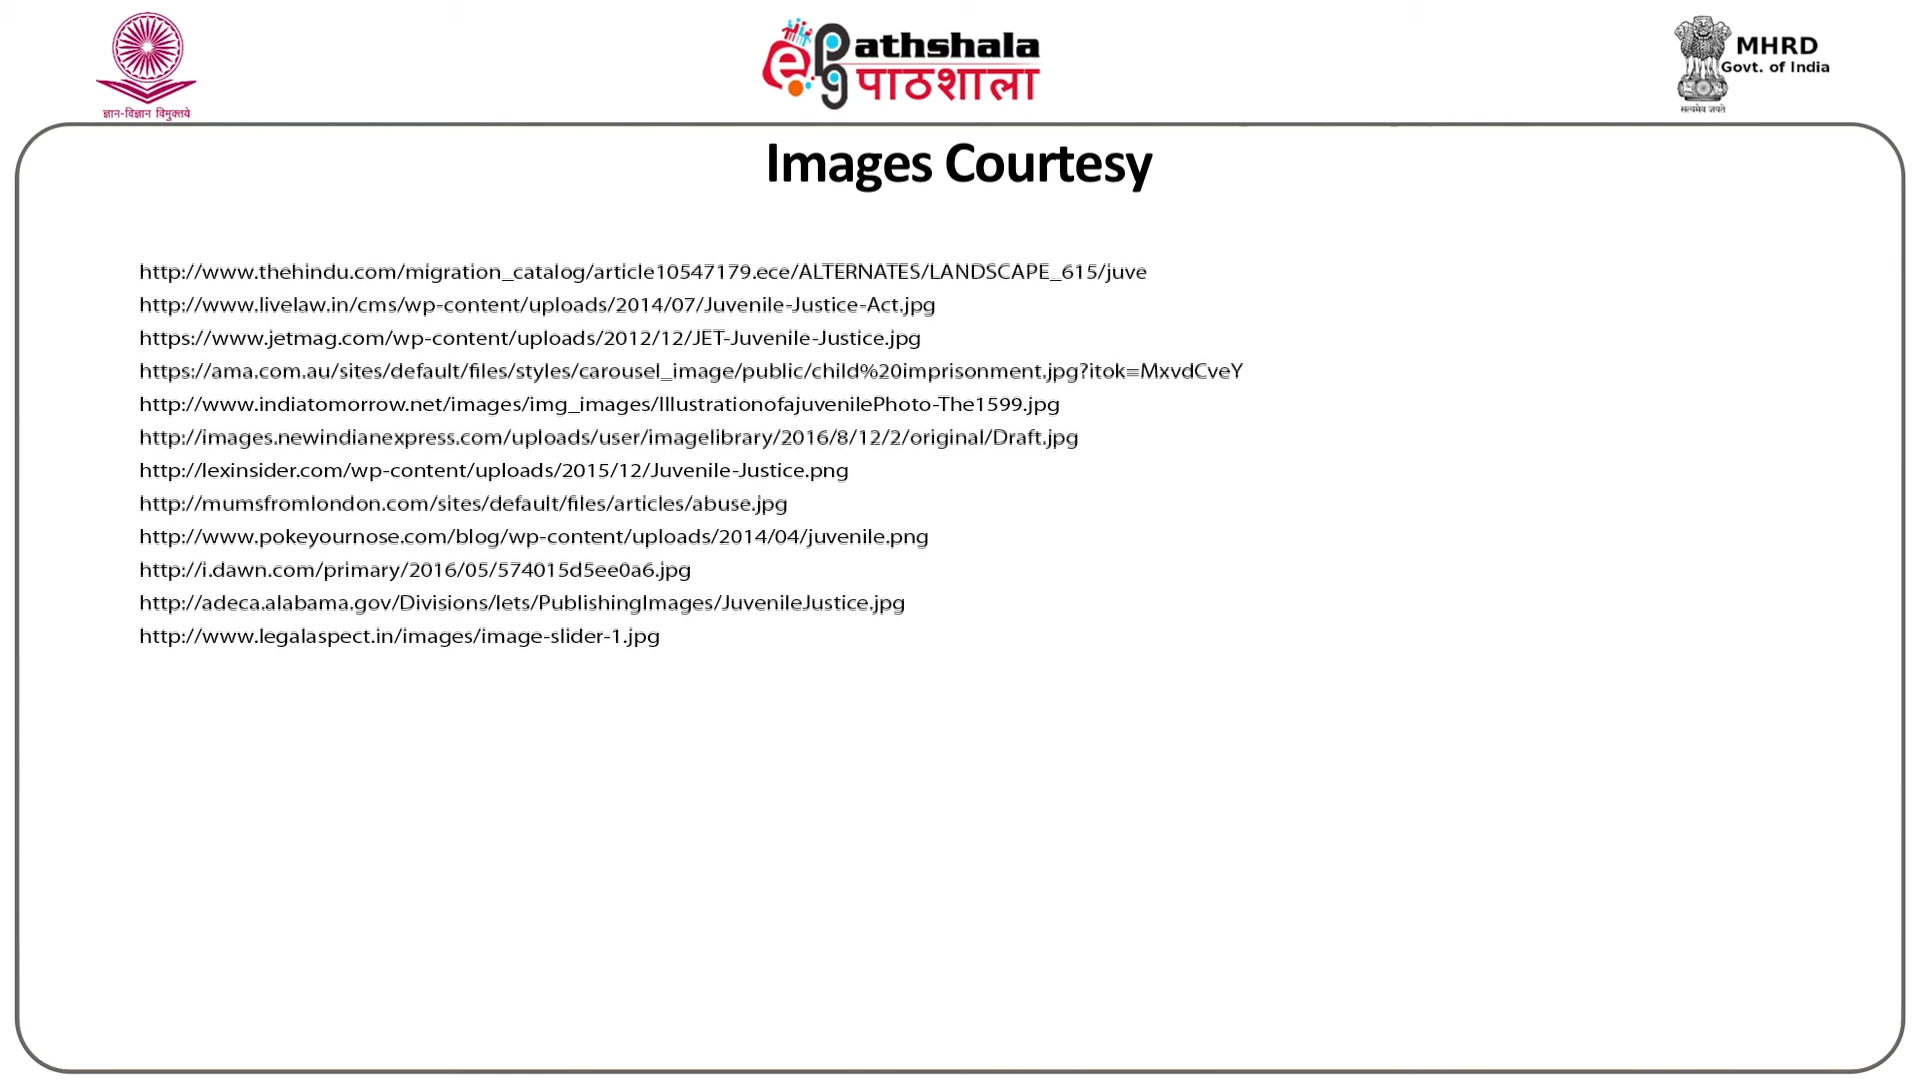 ज्ञान-विज्ञान विमुक्तये
e pg Pathshala
पाठशाला
MHRD
Govt. of India
सत्यमेव जयते
Images Courtesy
http://www.thehindu.com/migration_catalog/article10547179.ece/ALTERNATES/LANDSCAPE_615/juve
http://www.livelaw.in/cms/wp-content/uploads/2014/07/Juvenile-Justice-Act.jpg
https://www.jetmag.com/wp-content/uploads/2012/12/JET-Juvenile-Justice.jpg
https://ama.com.au/sites/default/files/styles/carousel_image/public/child%20imprisonment.jpg?itok=MxvdCveY
http://www.indiatomorrow.net/images/img_images/IllustrationofajuvenilePhoto-The1599.jpg
http://images.newindianexpress.com/uploads/user/imagelibrary/2016/8/12/2/original/Draft.jpg
http://lexinsider.com/wp-content/uploads/2015/12/Juvenile-Justice.png
http://mumsfromlondon.com/sites/default/files/articles/abuse.jpg
http://www.pokeyournose.com/blog/wp-content/uploads/2014/04/juvenile.png
http://i.dawn.com/primary/2016/05/574015d5ee0a6.jpg
http://adeca.alabama.gov/Divisions/lets/PublishingImages/JuvenileJustice.jpg
http://www.legalaspect.in/images/image-slider-1.jpg